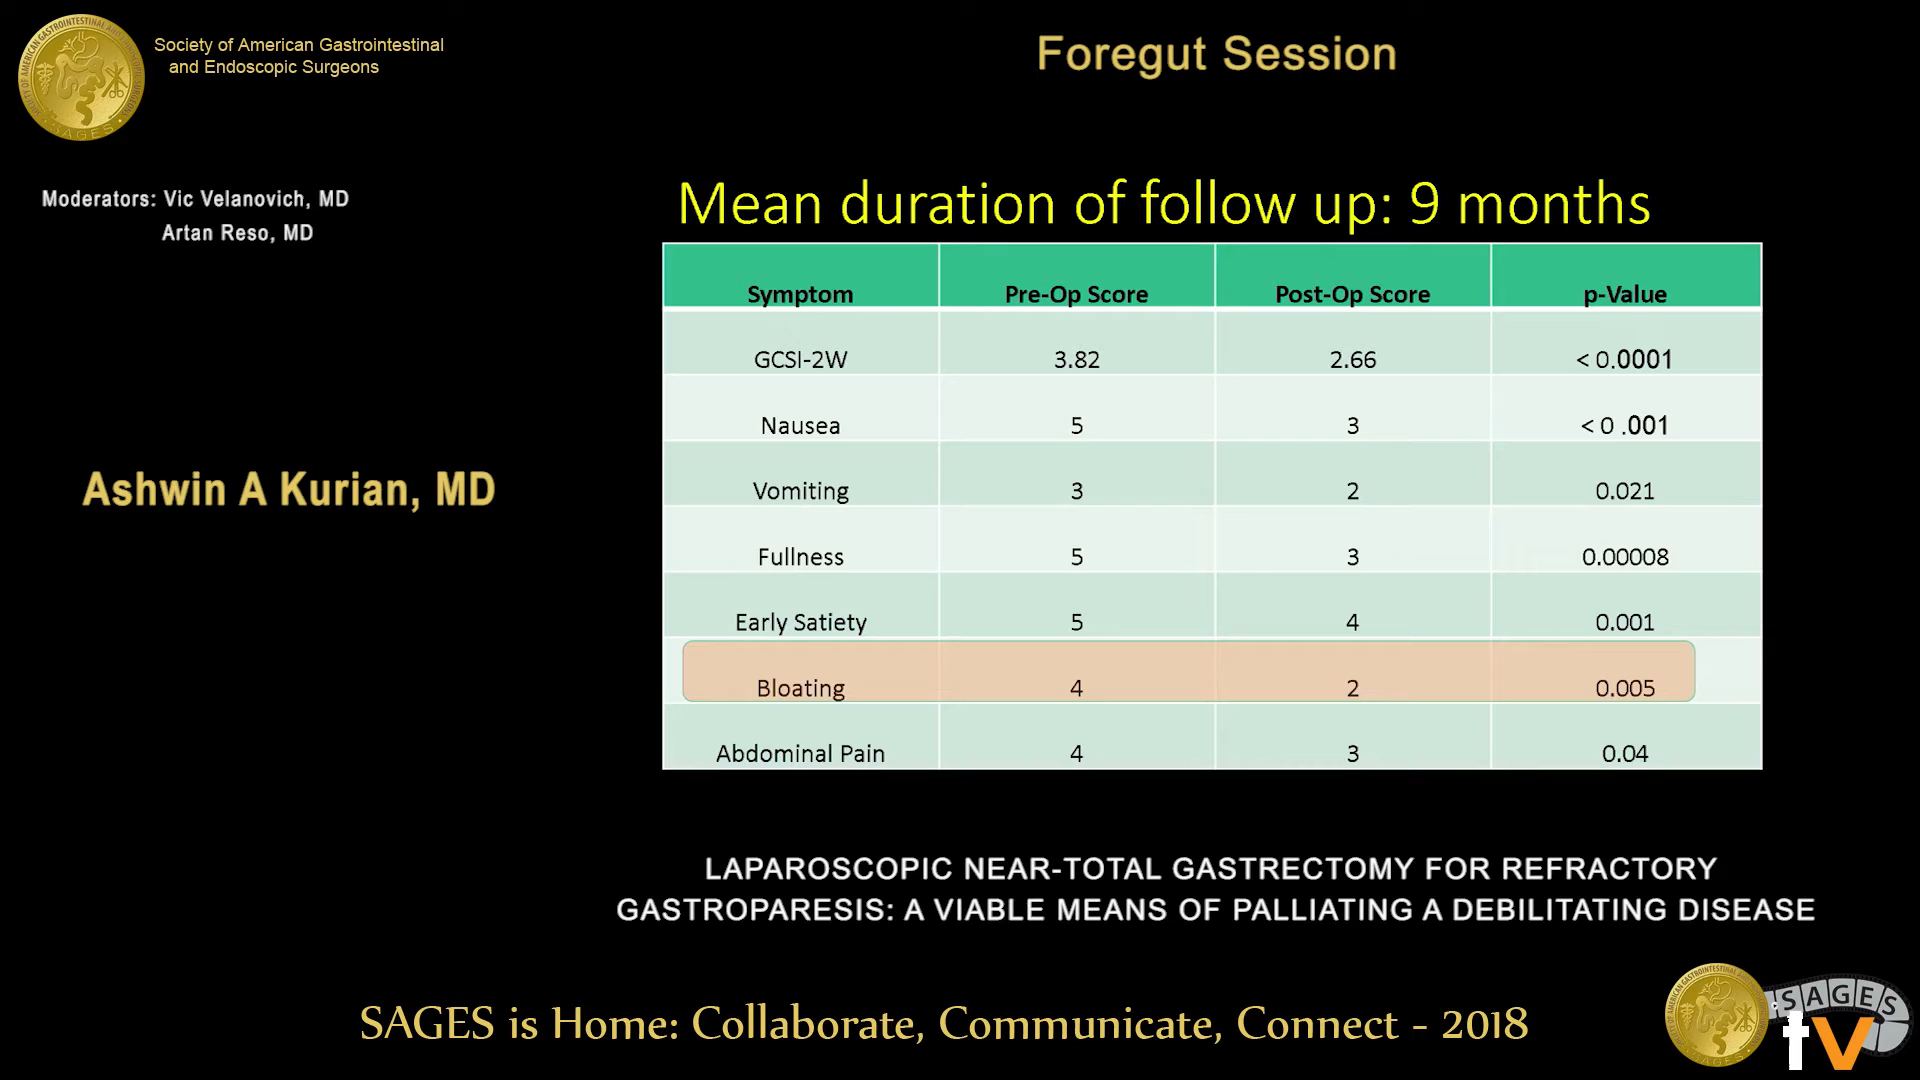 Society of American Gastrointestinal
and Endoscopic Surgeons
Foregut Session
Moderators: Vic Velanovich, MD
Artan Reso, MD
Ashwin A Kurian, MD
Mean duration of follow up: 9 months
Symptom Pre-Op Score Post-Op Score p-Value
GCSI-2W 3.82 2.66 < 0.0001
Nausea 5 3 < 0 .001
Vomiting 3 2 0.021
Fullness 5 3 0.00008
Early Satiety 5 4 0.001
Bloating 4 2 0.005
Abdominal Pain 4 3 0.04
LAPAROSCOPIC NEAR-TOTAL GASTRECTOMY FOR REFRACTORY
GASTROPARESIS: A VIABLE MEANS OF PALLIATING A DEBILITATING DISEASE
SAGES is Home: Collaborate, Communicate, Connect - 2018
SAGES
tv